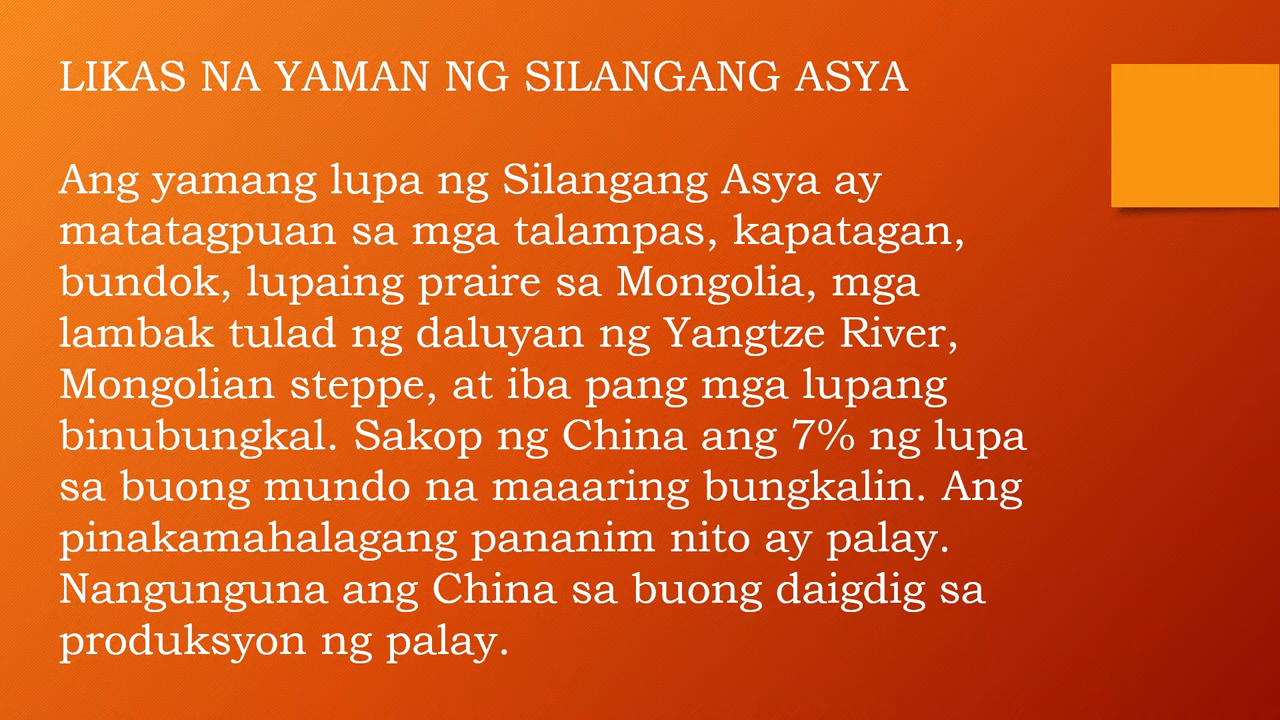 LIKAS NA YAMAN NG SILANGANG ASYA
Ang yamang lupa ng Silangang Asya ay
matatagpuan sa mga talampas, kapatagan,
bundok, lupaing praire sa Mongolia, mga
lambak tulad ng daluyan ng Yangtze River,
Mongolian steppe, at iba pang mga lupang
binubungkal. Sakop ng China ang 7% ng lupa
sa buong mundo na maaaring bungkalin. Ang
pinakamahalagang pananim nito ay palay.
Nangunguna ang China sa buong daigdig sa
produksyon ng palay.